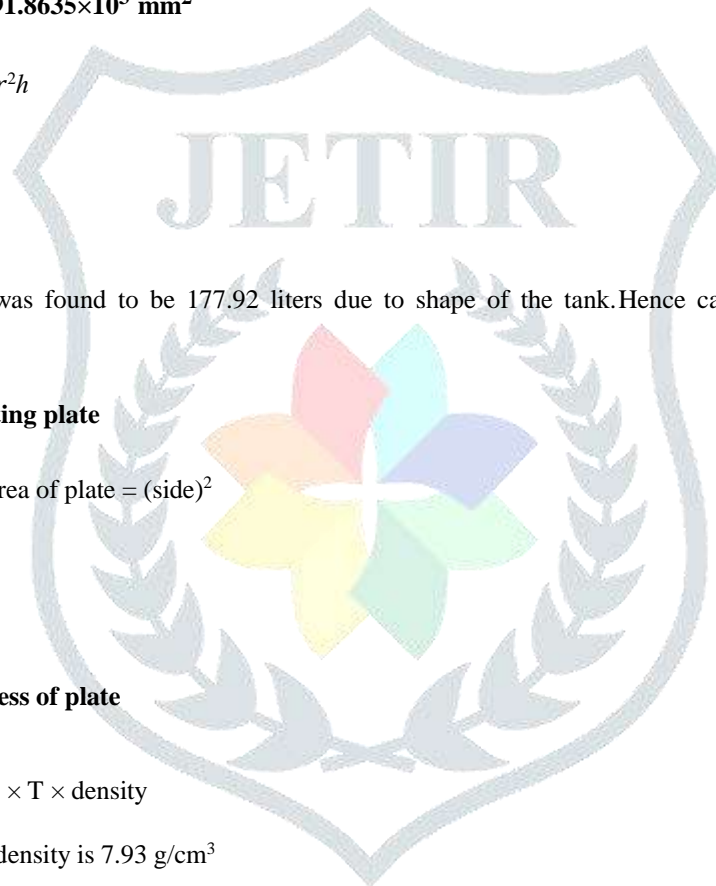 91.8635×10³ mm²
r²h
JETIR
was found to be 177.92 liters due to shape of the tank.Hence ca
ing plate
rea of plate = (side)²
ess of plate
× T × density
density is 7.93 g/cm³